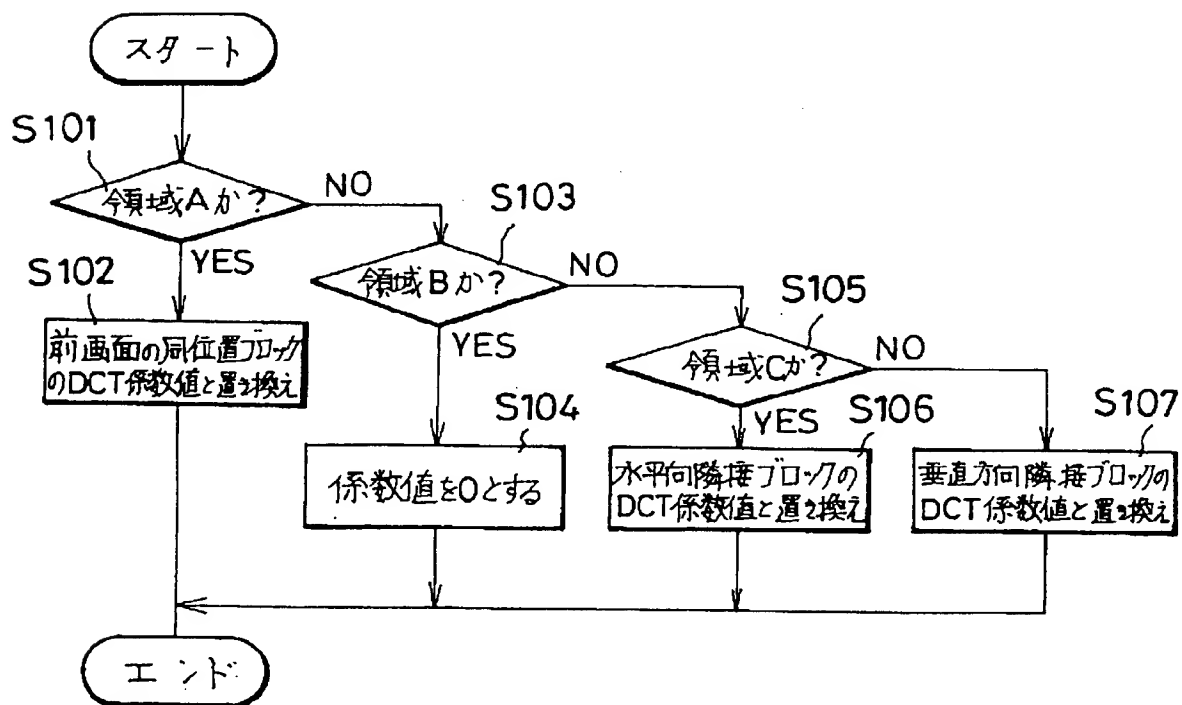 スタート
S101
領域Aか?
NO
YES
S102
前画面の同位置ブロック
のDCT係数値と置き換え
S103
領域Bか?
NO
YES
S104
係数値を0とする
S105
領域Cか?
NO
YES
S106
水平向隣接ブロックの
DCT係数値と置き換え
S107
垂直方向隣接ブロックの
DCT係数値と置き換え
エンド